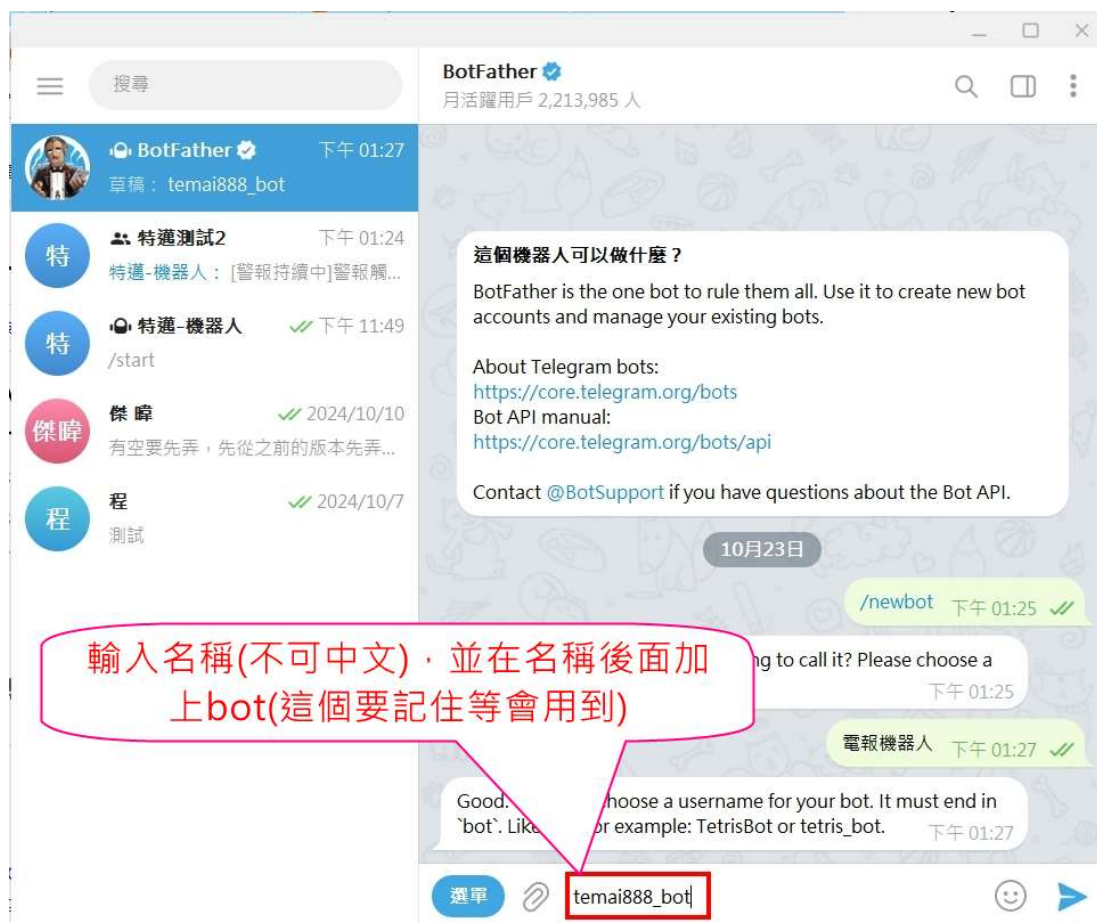 搜尋
BotFather
月活躍用戶 2,213,985 人
BotFather 下午 01:27
草稿： temai888_bot
特 特邁測試2 下午 01:24
特邁-機器人： [警報持續中]警報觸...
特 特邁-機器人 下午 11:49
/start
傑暐 傑 暐 2024/10/10
有空要先弄，先從之前的版本先弄...
程 程 2024/10/7
測試
這個機器人可以做什麼？
BotFather is the one bot to rule them all. Use it to create new bot
accounts and manage your existing bots.
About Telegram bots:
https://core.telegram.org/bots
Bot API manual:
https://core.telegram.org/bots/api
Contact @BotSupport if you have questions about the Bot API.
10月23日
/newbot 下午 01:25
to call it? Please choose a
下午 01:25
輸入名稱(不可中文)，並在名稱後面加
上bot(這個要記住等會用到)
電報機器人 下午 01:27
Good. choose a username for your bot. It must end in
`bot`. Like or example: TetrisBot or tetris_bot. 下午 01:27
選單 temai888_bot